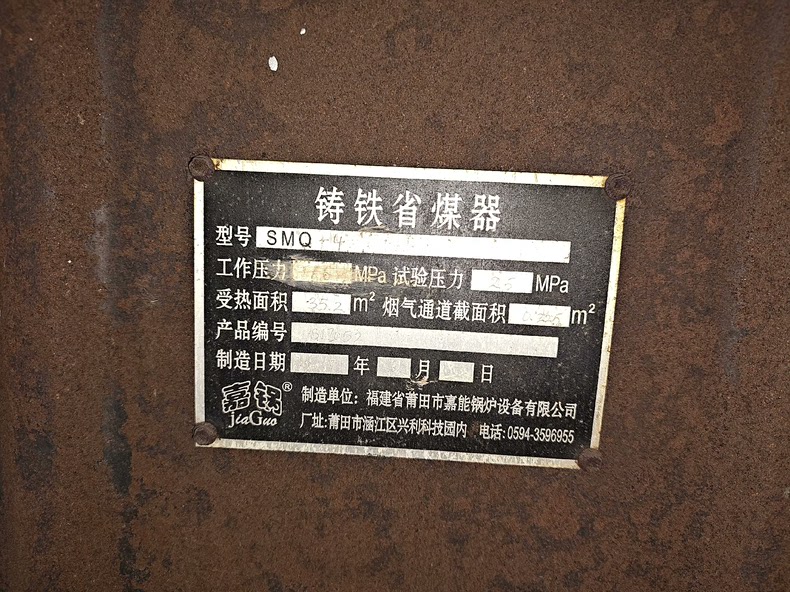 铸铁省煤器
型号 SMQ-4
工作压力 MPa 试验压力 MPa
受热面积 35.2 m² 烟气通道截面积 m²
产品编号
制造日期 年 月 日
嘉锅®
jiaGuo
制造单位：福建省莆田市嘉能锅炉设备有限公司
厂址：莆田市涵江区兴利科技园内 电话：0594-3596955